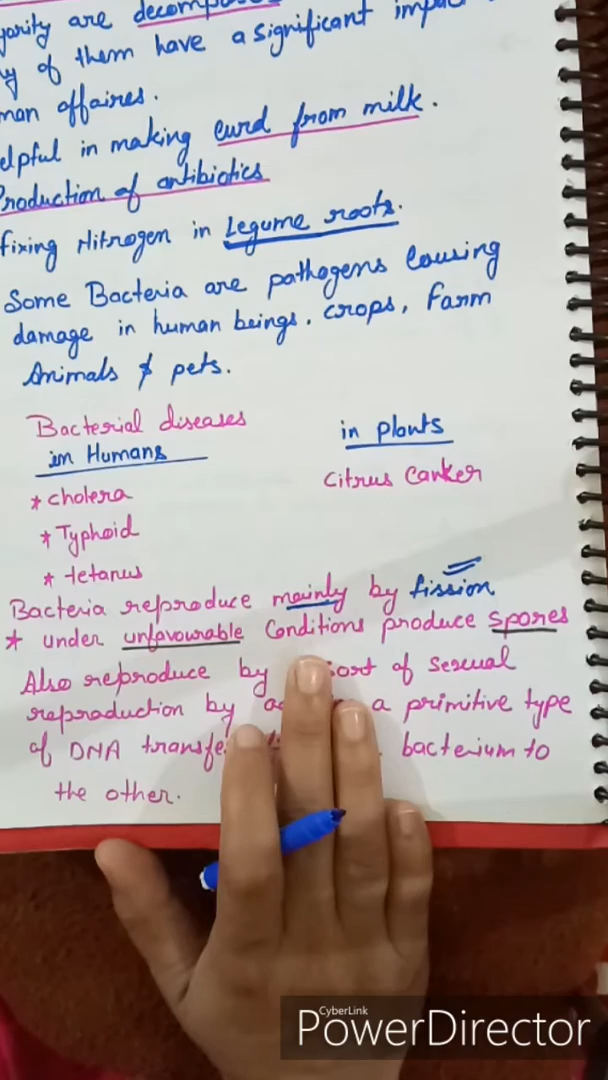 are decompos
of them have a significant impa
man affaires.
elpful in making curd from milk.
Production of antibiotics
fixing Nitrogen in Legume roots.
Some Bacteria are pathogens causing
damage in human beings, crops, Farm
Animals & pets.
Bacterial diseases
in Humans
in plants
Citrus Canker
* cholera
* Typhoid
* tetanus
Bacteria reproduce mainly by fission
* under unfavourable Conditions produce spores
Also reproduce by sort of sexual
reproduction by a primitive type
of DNA transfe bacterium to
the other.
CyberLink
PowerDirector